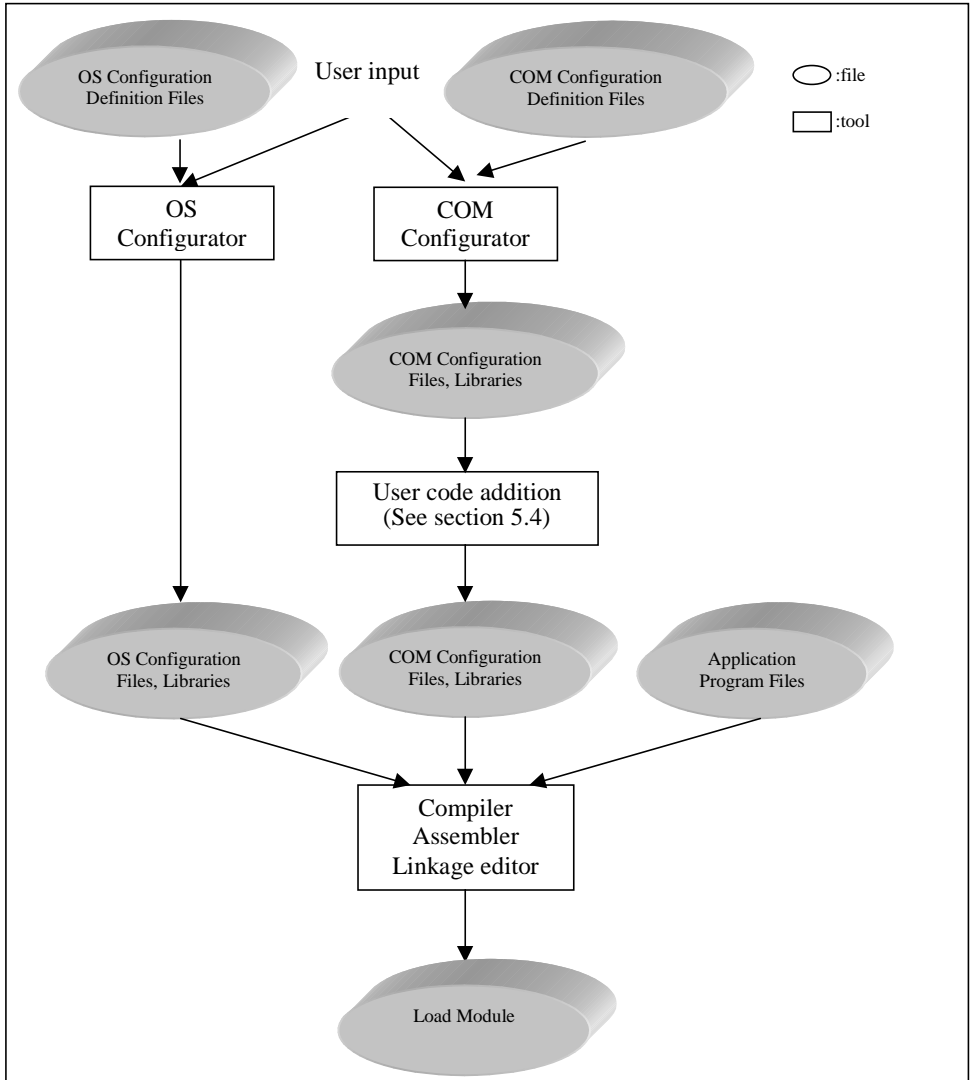 OS Configuration
Definition Files
User input
COM Configuration
Definition Files
:file
:tool
OS
Configurator
COM
Configurator
COM Configuration
Files, Libraries
User code addition
(See section 5.4)
OS Configuration
Files, Libraries
COM Configuration
Files, Libraries
Application
Program Files
Compiler
Assembler
Linkage editor
Load Module